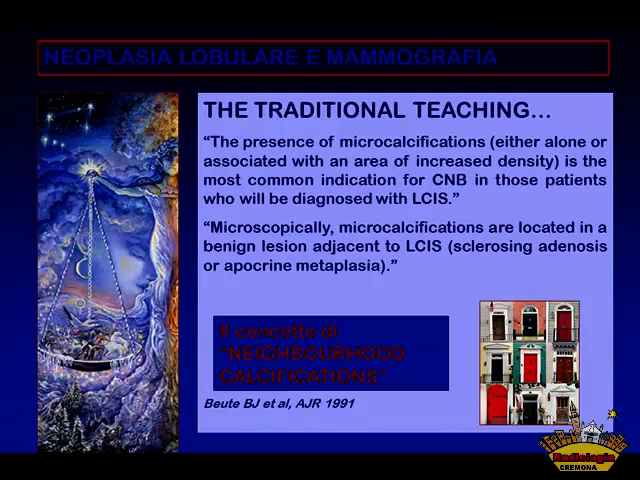 NEOPLASIA LOBULARE E MAMMOGRAFIA
THE TRADITIONAL TEACHING…
“The presence of microcalcifications (either alone or
associated with an area of increased density) is the
most common indication for CNB in those patients
who will be diagnosed with LCIS.”
“Microscopically, microcalcifications are located in a
benign lesion adjacent to LCIS (sclerosing adenosis
or apocrine metaplasia).”
Il concetto di
“NEIGHBOURHOOD
CALCIFICATIONS”
Beute BJ et al, AJR 1991
Radiologia
CREMONA